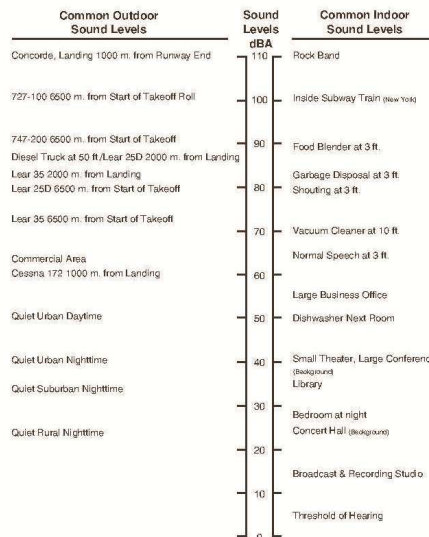 Common Outdoor
Sound Levels
Sound
Levels
dBA
Common Indoor
Sound Levels
Concorde, Landing 1000 m. from Runway End
110
Rock Band
727-100 6500 m. from Start of Takeoff Roll
100
Inside Subway Train (New York)
747-200 6500 m. from Start of Takeoff
90
Food Blender at 3 ft.
Diesel Truck at 50 ft./Lear 25D 2000 m. from Landing
Lear 35 2000 m. from Landing
Garbage Disposal at 3 ft.
Lear 25D 6500 m. from Start of Takeoff
80
Shouting at 3 ft.
Lear 35 6500 m. from Start of Takeoff
70
Vacuum Cleaner at 10 ft.
Commercial Area
Normal Speech at 3 ft.
Cessna 172 1000 m. from Landing
60
Large Business Office
Quiet Urban Daytime
50
Dishwasher Next Room
Quiet Urban Nighttime
40
Small Theater, Large Conferenc
(Background)
Quiet Suburban Nighttime
Library
30
Bedroom at night
Quiet Rural Nighttime
Concert Hall (Background)
20
Broadcast & Recording Studio
10
Threshold of Hearing
0